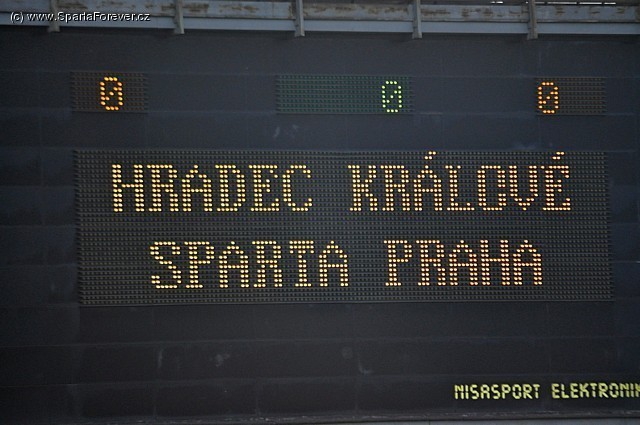 (c) www.SpartaForever.cz
0 0 0
HRADEC KRÁLOVÉ
SPARTA PRAHA
NISASPORT ELEKTRONIK